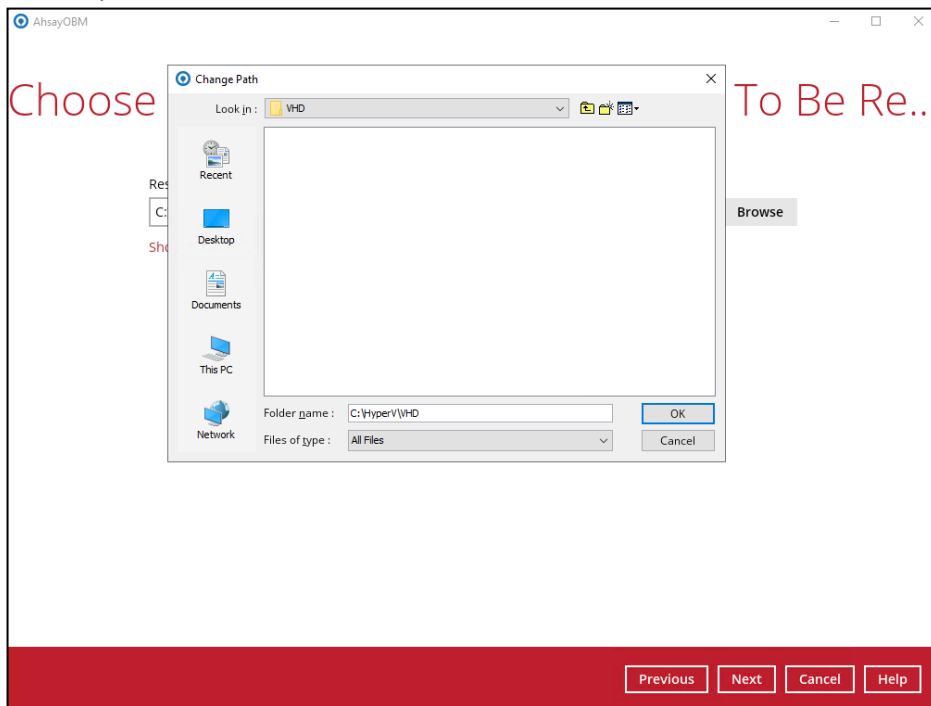 AhsayOBM
Choose
To Be Re..
Change Path
Look in :
VHD
Recent
Desktop
Documents
This PC
Network
Res
C:
Browse
Sho
Folder name :
C:\HyperV\VHD
OK
Files of type :
All Files
Cancel
Previous
Next
Cancel
Help